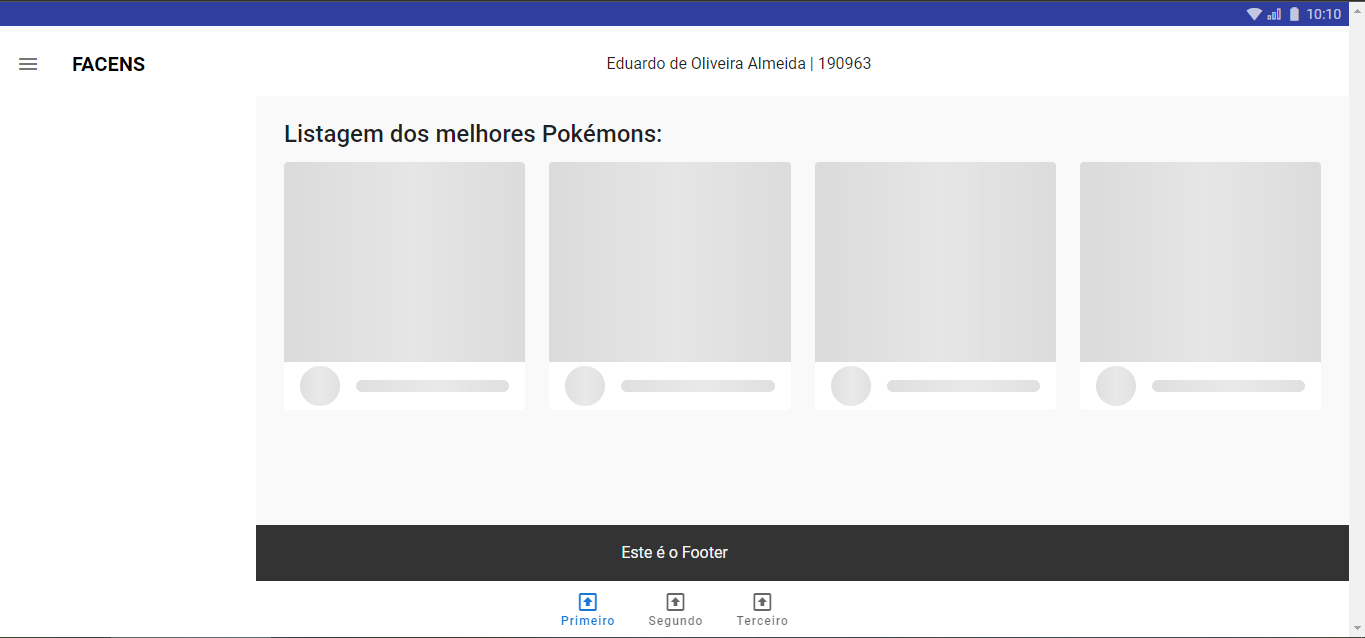 10:10
FACENS
Eduardo de Oliveira Almeida | 190963
Listagem dos melhores Pokémons:
Este é o Footer
Primeiro
Segundo
Terceiro